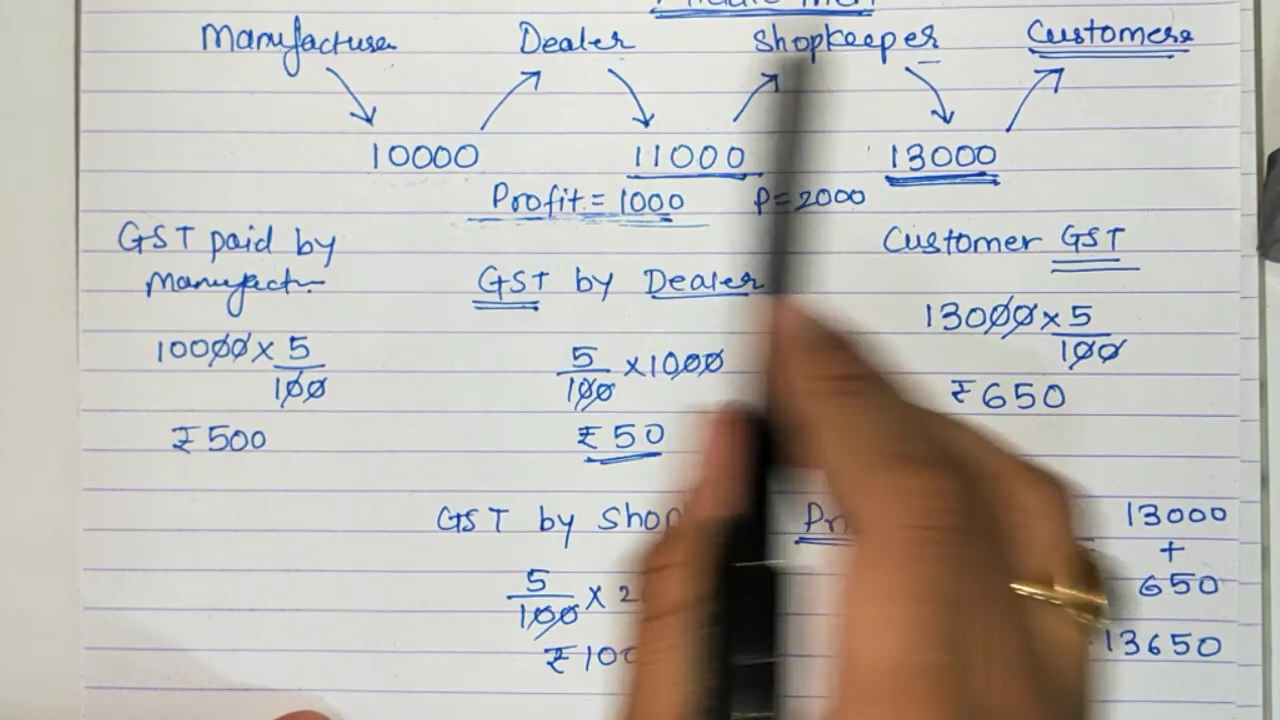 Manufacturer Dealer Shopkeeper Customers
10000 11000 13000
Profit = 1000 P = 2000
GST paid by
Manufact.
10000 x 5
100
₹ 500
GST by Dealer
5
100
x 1000
₹ 50
Customer GST
13000 x 5
100
₹ 650
GST by
5
100
x
13000
+
650
13650